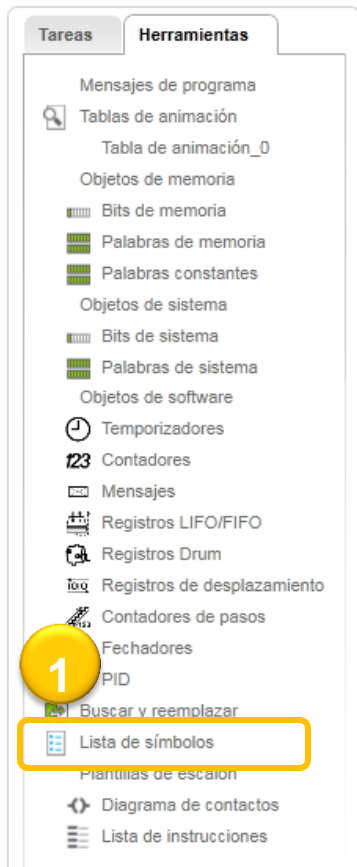 Tareas
Herramientas
Mensajes de programa
Tablas de animación
Tabla de animación_0
Objetos de memoria
Bits de memoria
Palabras de memoria
Palabras constantes
Objetos de sistema
Bits de sistema
Palabras de sistema
Objetos de software
Temporizadores
123 Contadores
Mensajes
Registros LIFO/FIFO
Registros Drum
Registros de desplazamiento
Contadores de pasos
Fechadores
1
PID
Buscar y reemplazar
Lista de símbolos
Plantillas de escalón
Diagrama de contactos
Lista de instrucciones